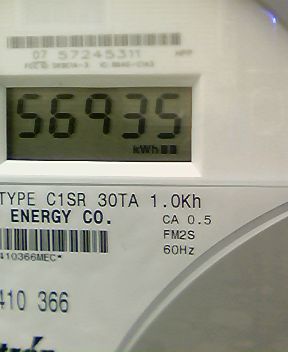 07 57245311
56935
kWh
TYPE C1SR 30TA 1.0Kh
ENERGY CO.
CA 0.5
FM2S
60Hz
410366MEC*
410 366